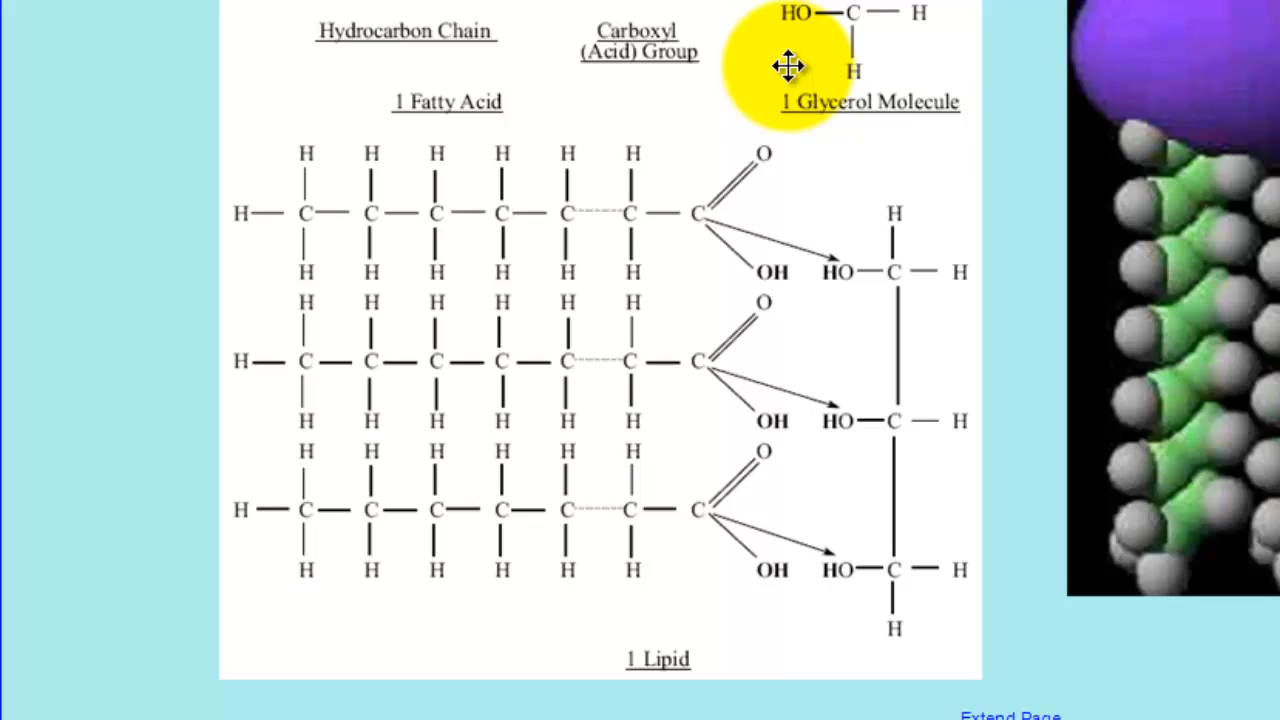 HO C H
Hydrocarbon Chain
Carboxyl
(Acid) Group
H
1 Fatty Acid
1 Glycerol Molecule
H H H H H H O
H C C C C C C C H
H H H H H H OH HO C H
H H H H H H O
H C C C C C C C
H H H H H H OH HO C H
H H H H H H O
H C C C C C C C
H H H H H H OH HO C H
H
1 Lipid
Extend Page